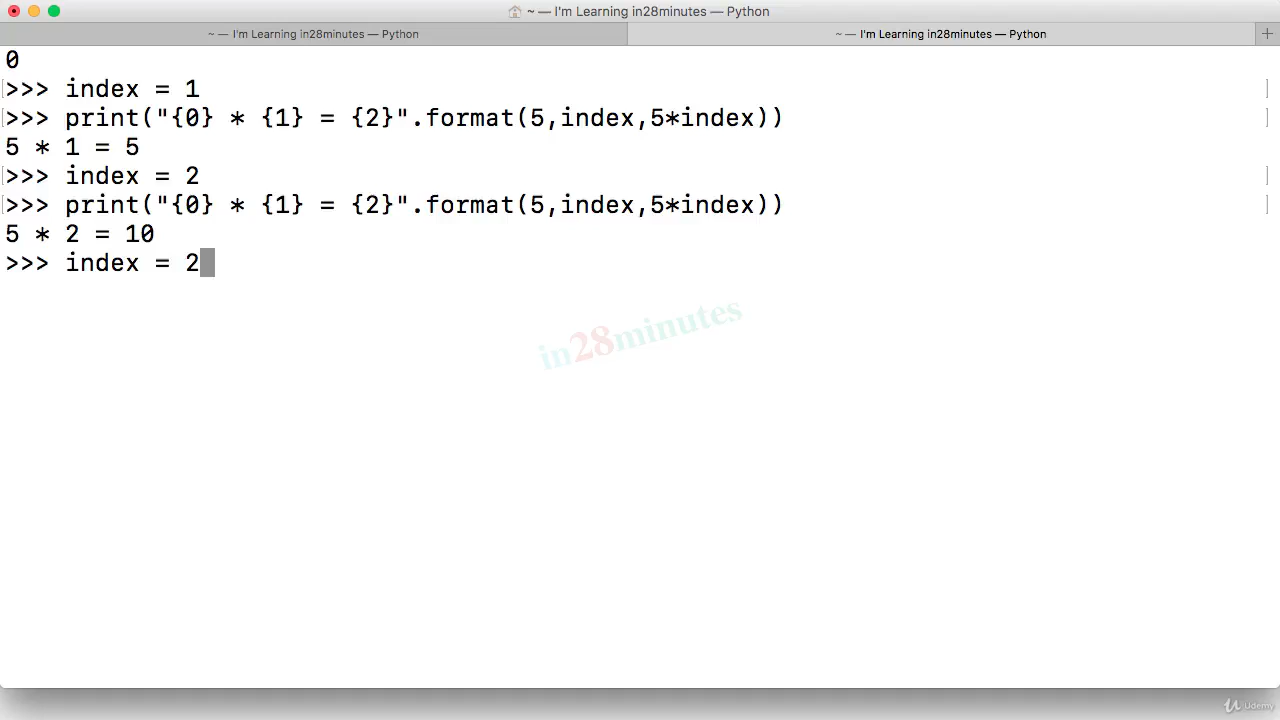 ~ — I'm Learning in28minutes — Python
~ — I'm Learning in28minutes — Python
~ — I'm Learning in28minutes — Python
+
0
>>> index = 1
>>> print("{0} * {1} = {2}".format(5,index,5*index))
5 * 1 = 5
>>> index = 2
>>> print("{0} * {1} = {2}".format(5,index,5*index))
5 * 2 = 10
>>> index = 2
in28minutes
Udemy